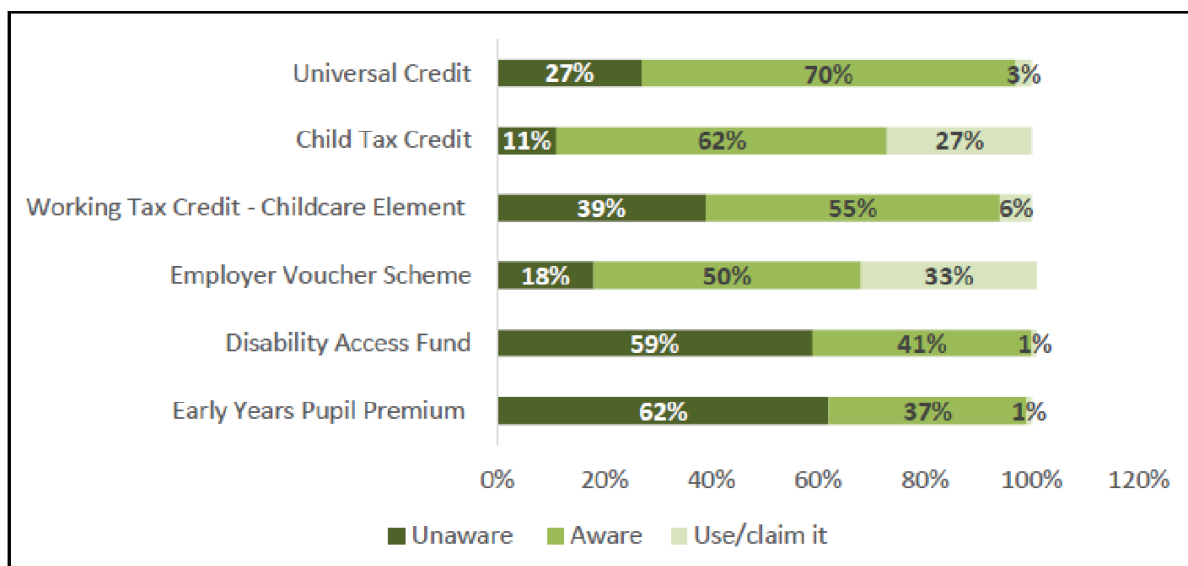 Universal Credit 27% 70% 3%
Child Tax Credit 11% 62% 27%
Working Tax Credit - Childcare Element 39% 55% 6%
Employer Voucher Scheme 18% 50% 33%
Disability Access Fund 59% 41% 1%
Early Years Pupil Premium 62% 37% 1%
0% 20% 40% 60% 80% 100% 120%
Unaware Aware Use/claim it